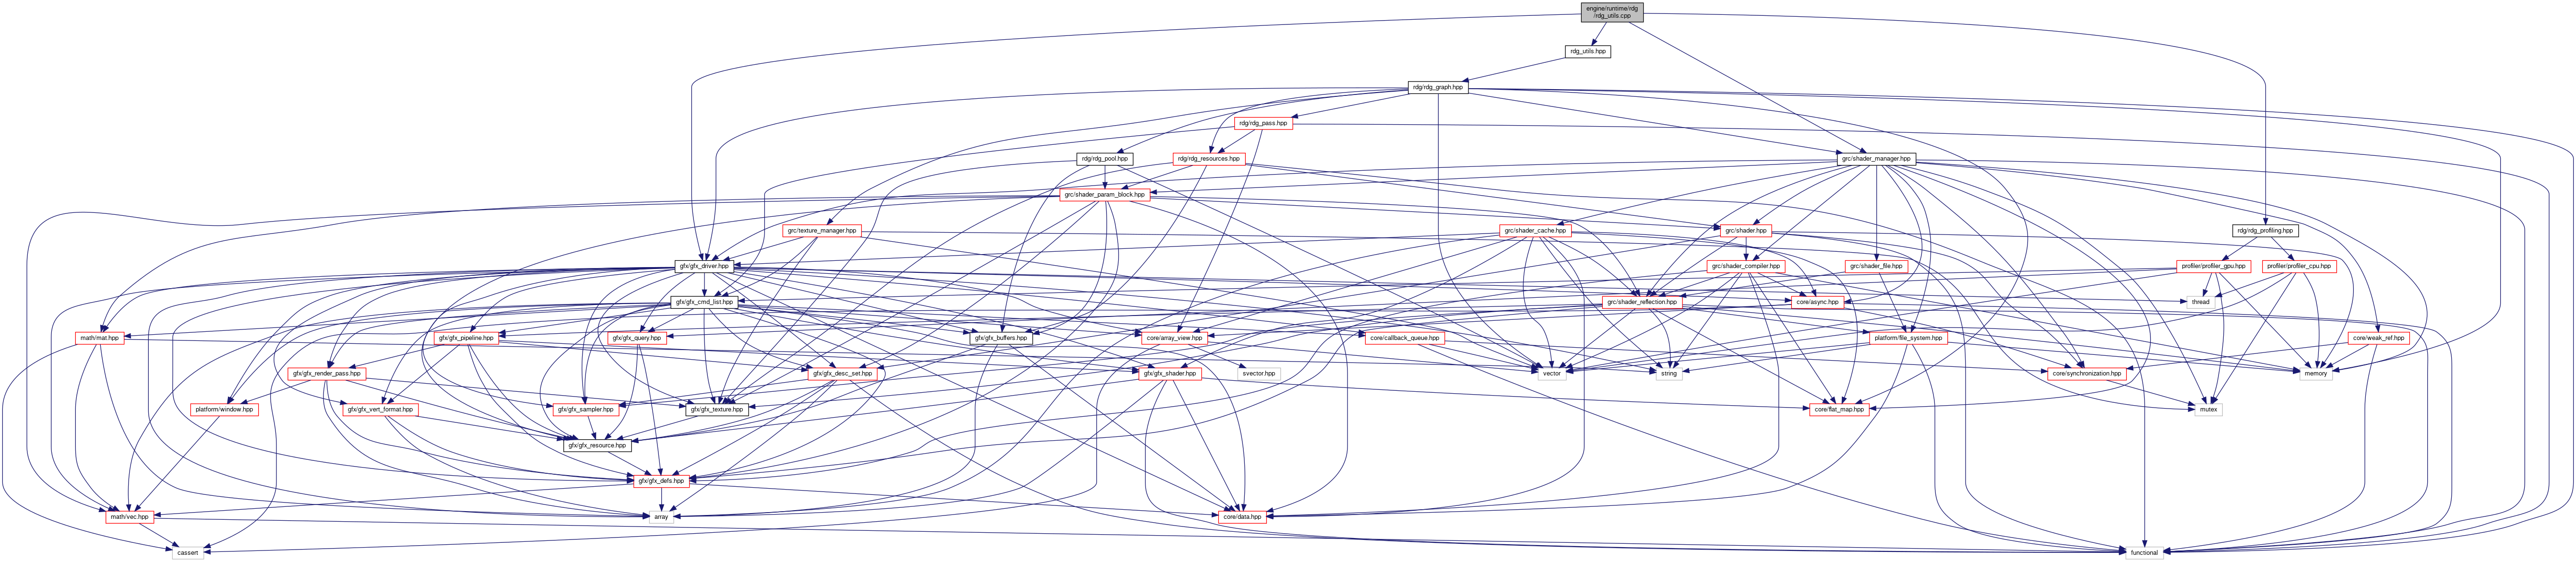 engine/runtime/rdg
/rdg_utils.cpp
rdg_utils.hpp
rdg/rdg_graph.hpp
rdg/rdg_pass.hpp
rdg/rdg_pool.hpp
rdg/rdg_resources.hpp
grc/shader_manager.hpp
grc/shader_param_block.hpp
grc/texture_manager.hpp
grc/shader_cache.hpp
grc/shader.hpp
rdg/rdg_profiling.hpp
gfx/gfx_driver.hpp
grc/shader_compiler.hpp
grc/shader_file.hpp
profiler/profiler_gpu.hpp
profiler/profiler_cpu.hpp
gfx/gfx_cmd_list.hpp
grc/shader_reflection.hpp
core/async.hpp
thread
math/mat.hpp
gfx/gfx_pipeline.hpp
gfx/gfx_query.hpp
gfx/gfx_buffers.hpp
core/array_view.hpp
core/callback_queue.hpp
platform/file_system.hpp
core/weak_ref.hpp
gfx/gfx_render_pass.hpp
gfx/gfx_desc_set.hpp
gfx/gfx_shader.hpp
svector.hpp
vector
string
core/synchronization.hpp
memory
platform/window.hpp
gfx/gfx_vert_format.hpp
gfx/gfx_sampler.hpp
gfx/gfx_texture.hpp
core/flat_map.hpp
mutex
gfx/gfx_resource.hpp
gfx/gfx_defs.hpp
math/vec.hpp
array
core/data.hpp
cassert
functional